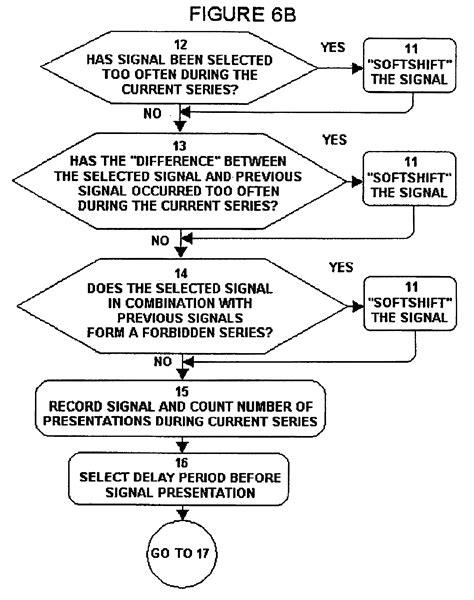 FIGURE 6B
12
HAS SIGNAL BEEN SELECTED
TOO OFTEN DURING THE
CURRENT SERIES?
YES
11
"SOFTSHIFT"
THE SIGNAL
NO
13
HAS THE "DIFFERENCE" BETWEEN
THE SELECTED SIGNAL AND PREVIOUS
SIGNAL OCCURRED TOO OFTEN
DURING THE CURRENT SERIES?
YES
11
"SOFTSHIFT"
THE SIGNAL
NO
14
DOES THE SELECTED SIGNAL
IN COMBINATION WITH
PREVIOUS SIGNALS
FORM A FORBIDDEN SERIES?
YES
11
"SOFTSHIFT"
THE SIGNAL
NO
15
RECORD SIGNAL AND COUNT NUMBER OF
PRESENTATIONS DURING CURRENT SERIES
16
SELECT DELAY PERIOD BEFORE
SIGNAL PRESENTATION
GO TO 17